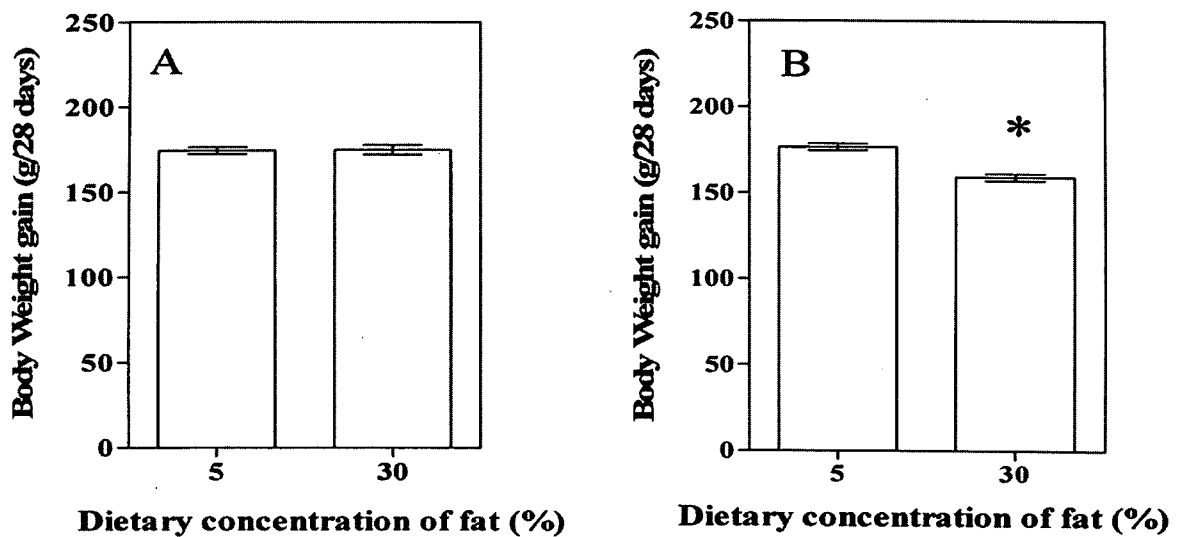 A
Body Weight gain (g/28 days)
250
200
150
100
50
0
5
30
Dietary concentration of fat (%)
B
*
Body Weight gain (g/28 days)
250
200
150
100
50
0
5
30
Dietary concentration of fat (%)